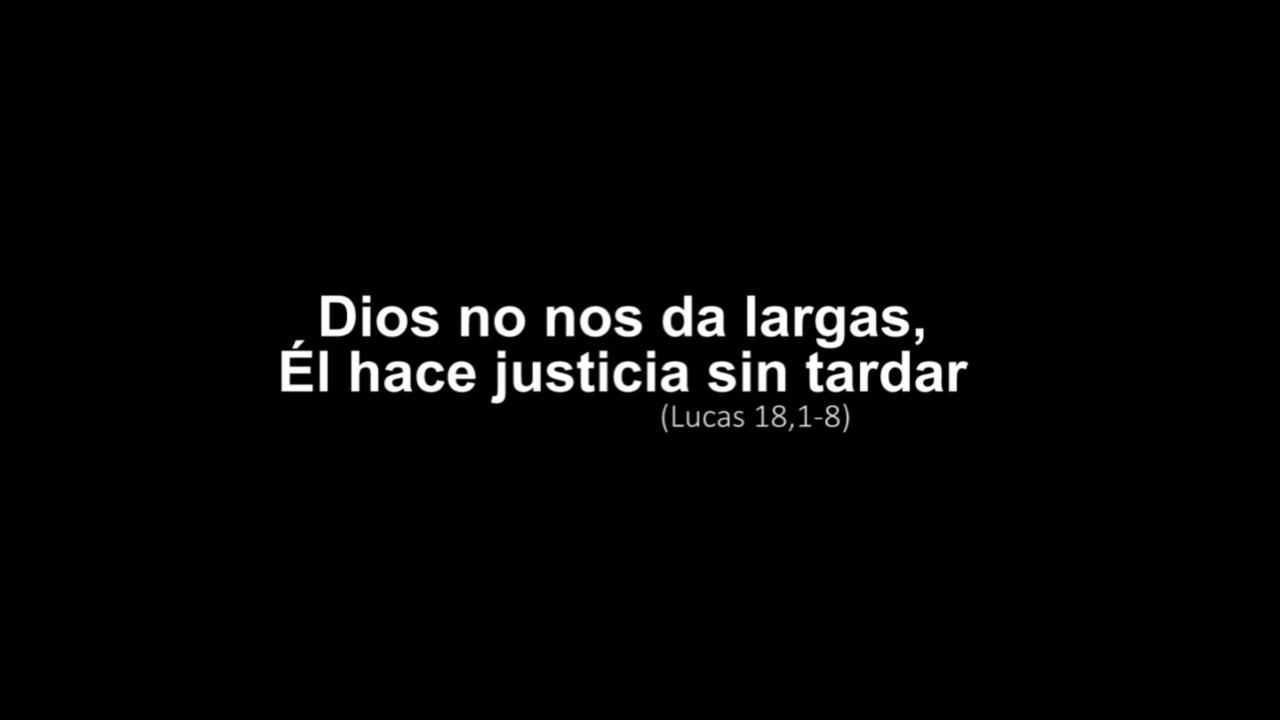 Dios no nos da largas,
Él hace justicia sin tardar
(Lucas 18,1-8)